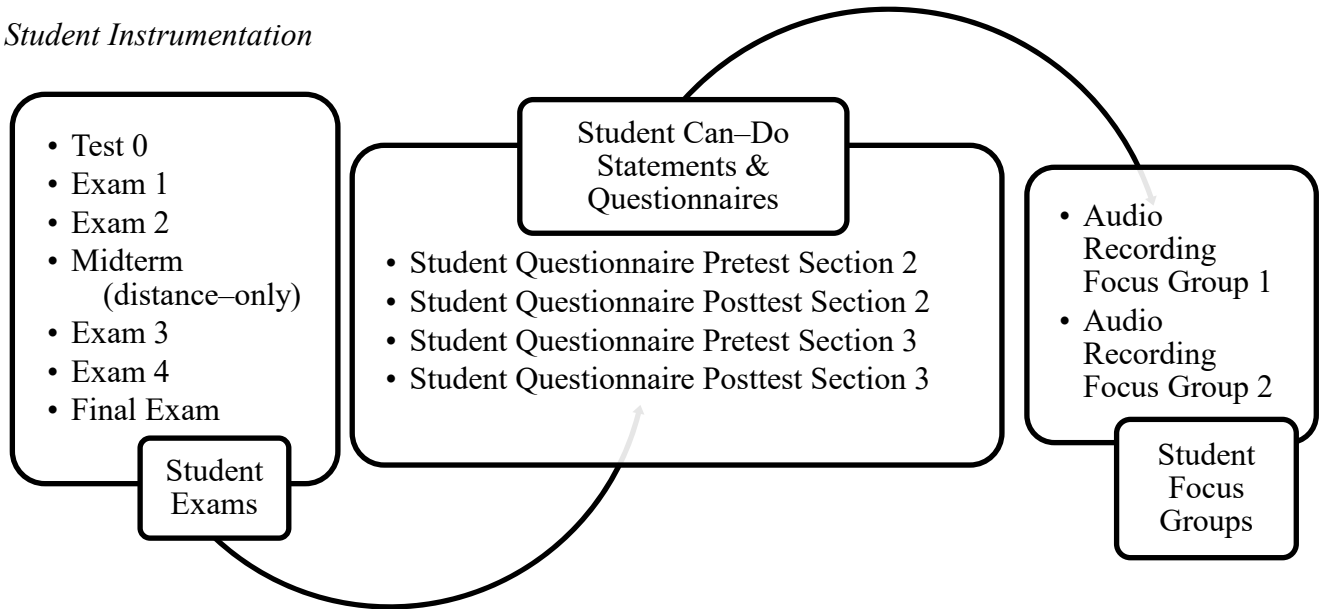 Student Instrumentation
• Test 0
• Exam 1
• Exam 2
• Midterm
(distance–only)
• Exam 3
• Exam 4
• Final Exam
Student
Exams
Student Can–Do
Statements &
Questionnaires
• Student Questionnaire Pretest Section 2
• Student Questionnaire Posttest Section 2
• Student Questionnaire Pretest Section 3
• Student Questionnaire Posttest Section 3
• Audio
Recording
Focus Group 1
• Audio
Recording
Focus Group 2
Student
Focus
Groups